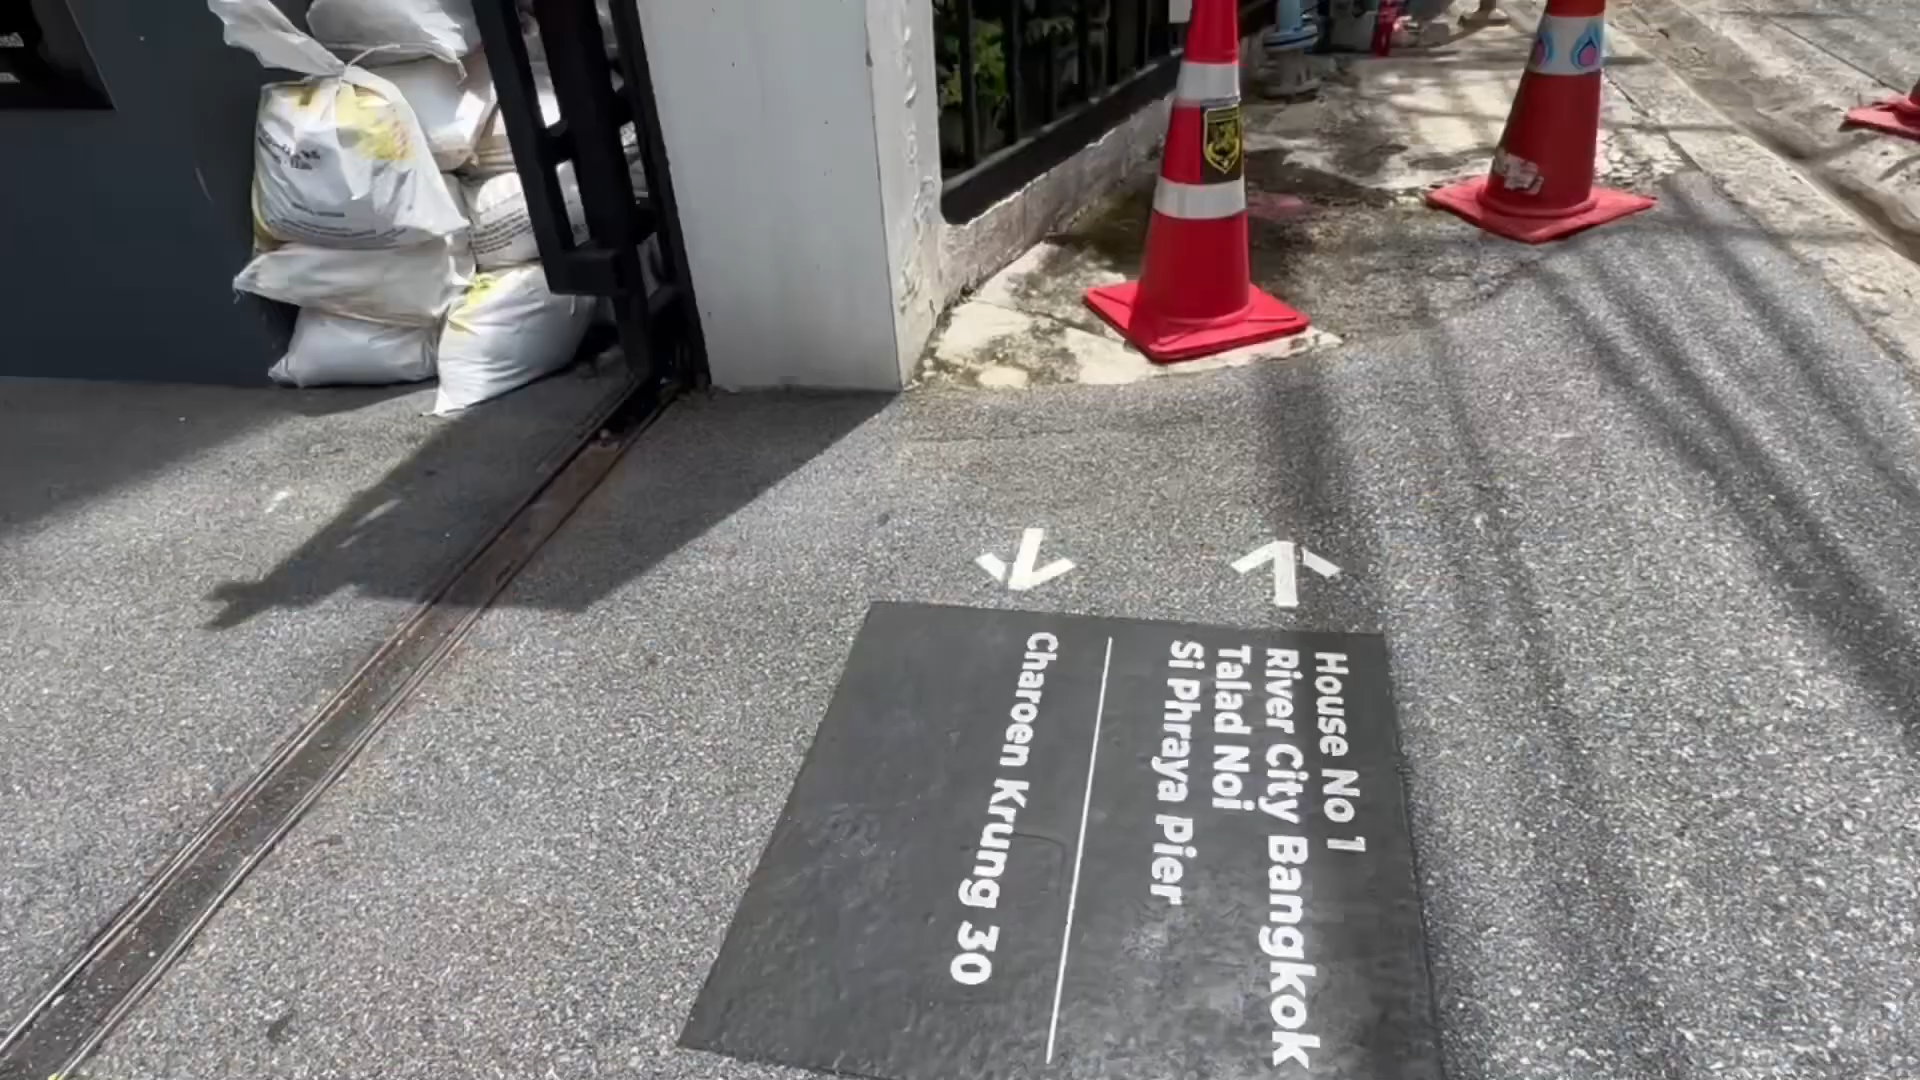 House No 1
River City Bangkok
Talad Noi
Si Phraya Pier
Charoen Krung 30